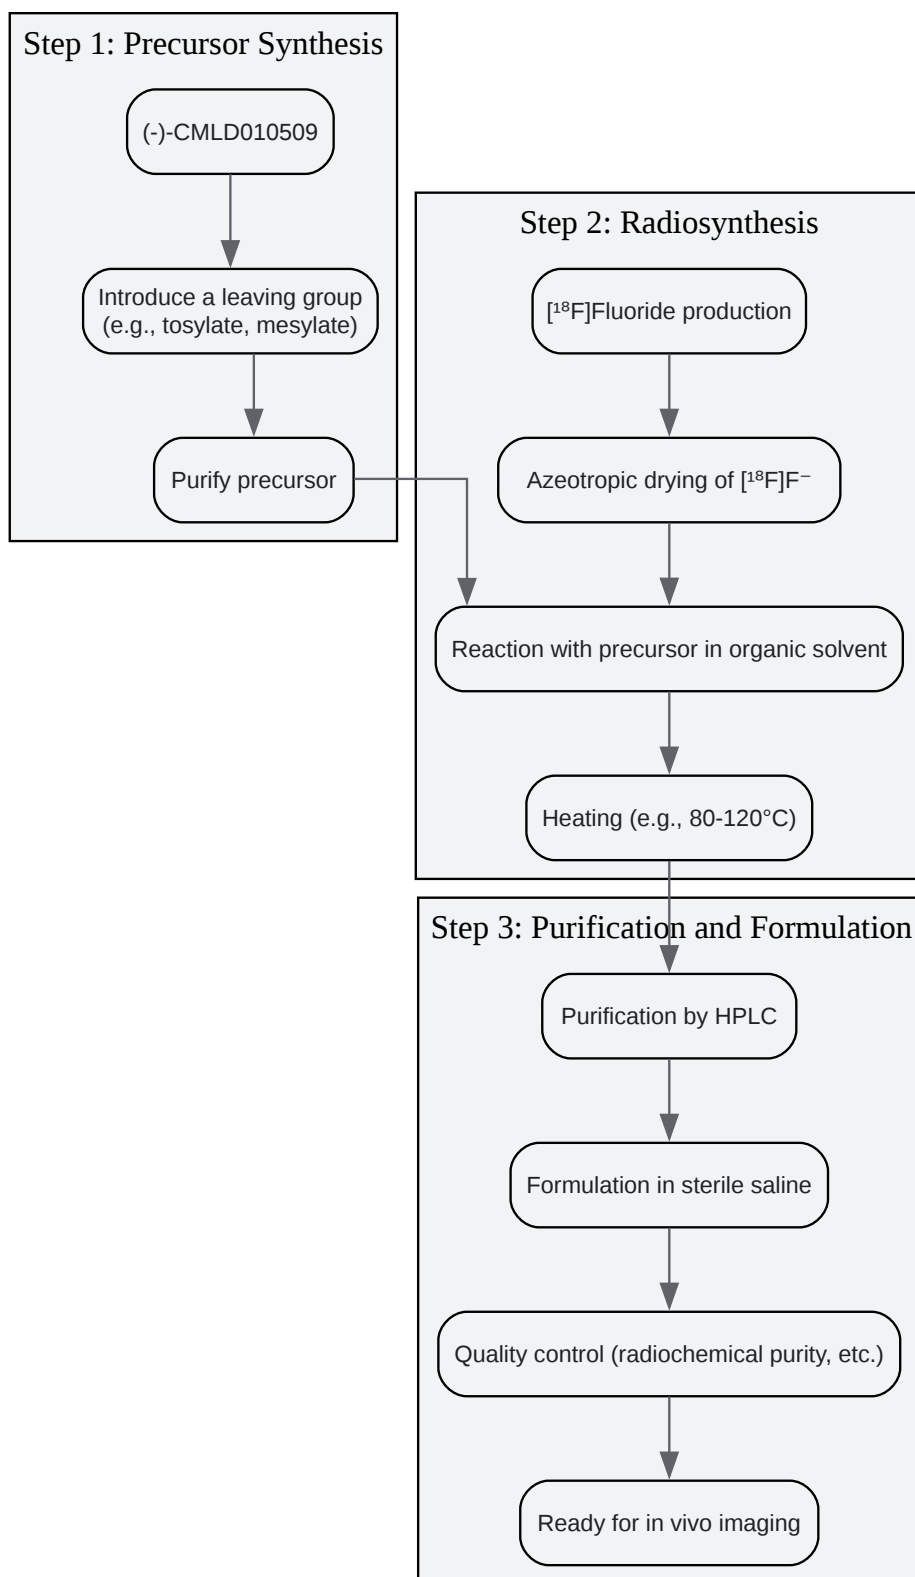 Step 1: Precursor Synthesis
(-)-CMLD010509
Introduce a leaving group
(e.g., tosylate, mesylate)
Purify precursor
Step 2: Radiosynthesis
[¹⁸F]Fluoride production
Azeotropic drying of [¹⁸F]F⁻
Reaction with precursor in organic solvent
Heating (e.g., 80-120°C)
Step 3: Purification and Formulation
Purification by HPLC
Formulation in sterile saline
Quality control (radiochemical purity, etc.)
Ready for in vivo imaging